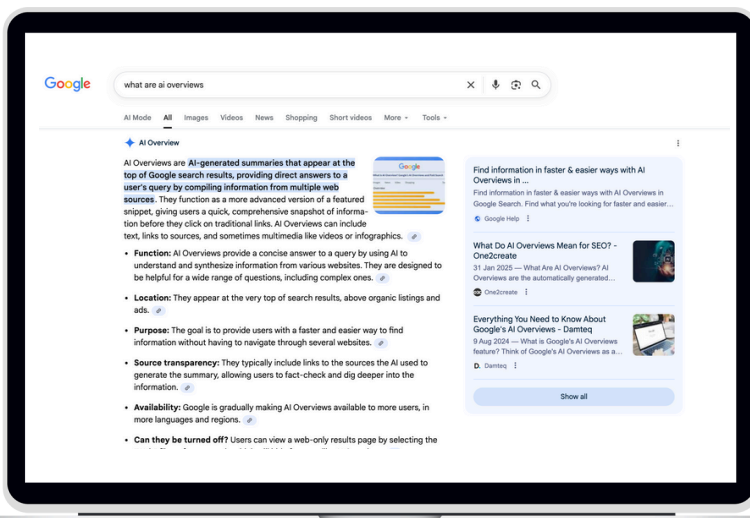 Google
what are ai overviews
AI Mode All Images Videos News Shopping Short videos More Tools
AI Overview
AI Overviews are AI-generated summaries that appear at the
top of Google search results, providing direct answers to a
user's query by compiling information from multiple web
sources. They function as a more advanced version of a featured
snippet, giving users a quick, comprehensive snapshot of informa-
tion before they click on traditional links. AI Overviews can include
text, links to sources, and sometimes multimedia like videos or infographics.
• Function: AI Overviews provide a concise answer to a query by using AI to
understand and synthesize information from various websites. They are designed to
be helpful for a wide range of questions, including complex ones.
• Location: They appear at the very top of search results, above organic listings and
ads.
• Purpose: The goal is to provide users with a faster and easier way to find
information without having to navigate through several websites.
• Source transparency: They typically include links to the sources the AI used to
generate the summary, allowing users to fact-check and dig deeper into the
information.
• Availability: Google is gradually making AI Overviews available to more users, in
more languages and regions.
• Can they be turned off? Users can view a web-only results page by selecting the
Google
Find information in faster & easier ways with AI
Overviews in ...
Find information in faster & easier ways with AI Overviews in
Google Search. Find what you're looking for faster and easier...
Google Help
What Do AI Overviews Mean for SEO? -
One2create
31 Jan 2025 — What Are AI Overviews? AI
Overviews are the automatically generated...
One2create
Everything You Need to Know About
Google's AI Overviews - Damteq
9 Aug 2024 — What is Google's AI Overviews
feature? Think of Google's AI Overviews as a...
D. Damteq
Show all